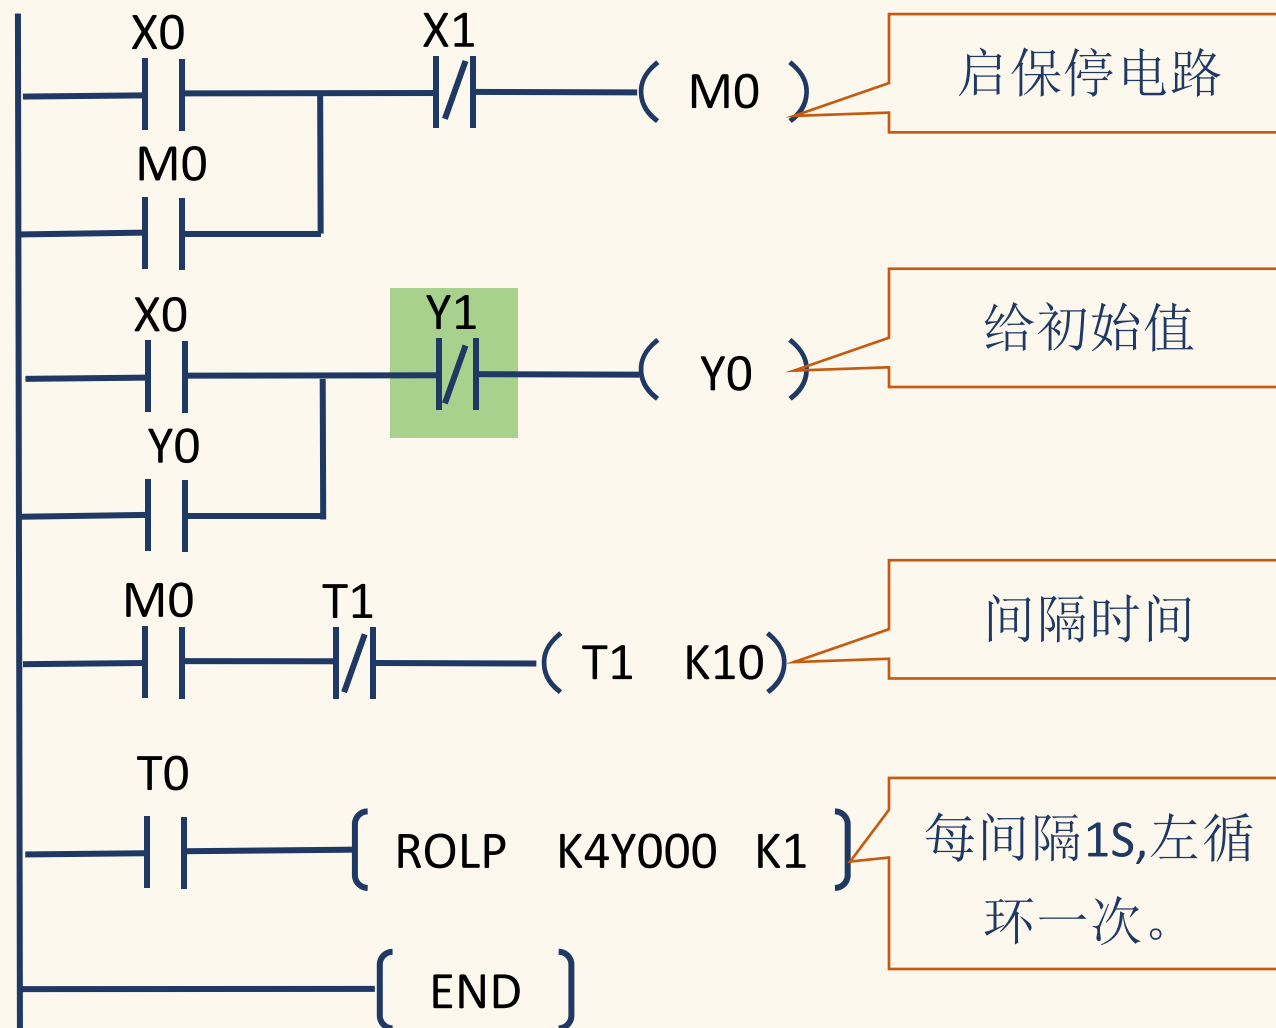 X0 X1
M0
启保停电路
M0
X0 Y1
Y0
给初始值
Y0
M0 T1
T1 K10
间隔时间
T0
ROLP K4Y000 K1
每间隔1S,左循
环一次。
END